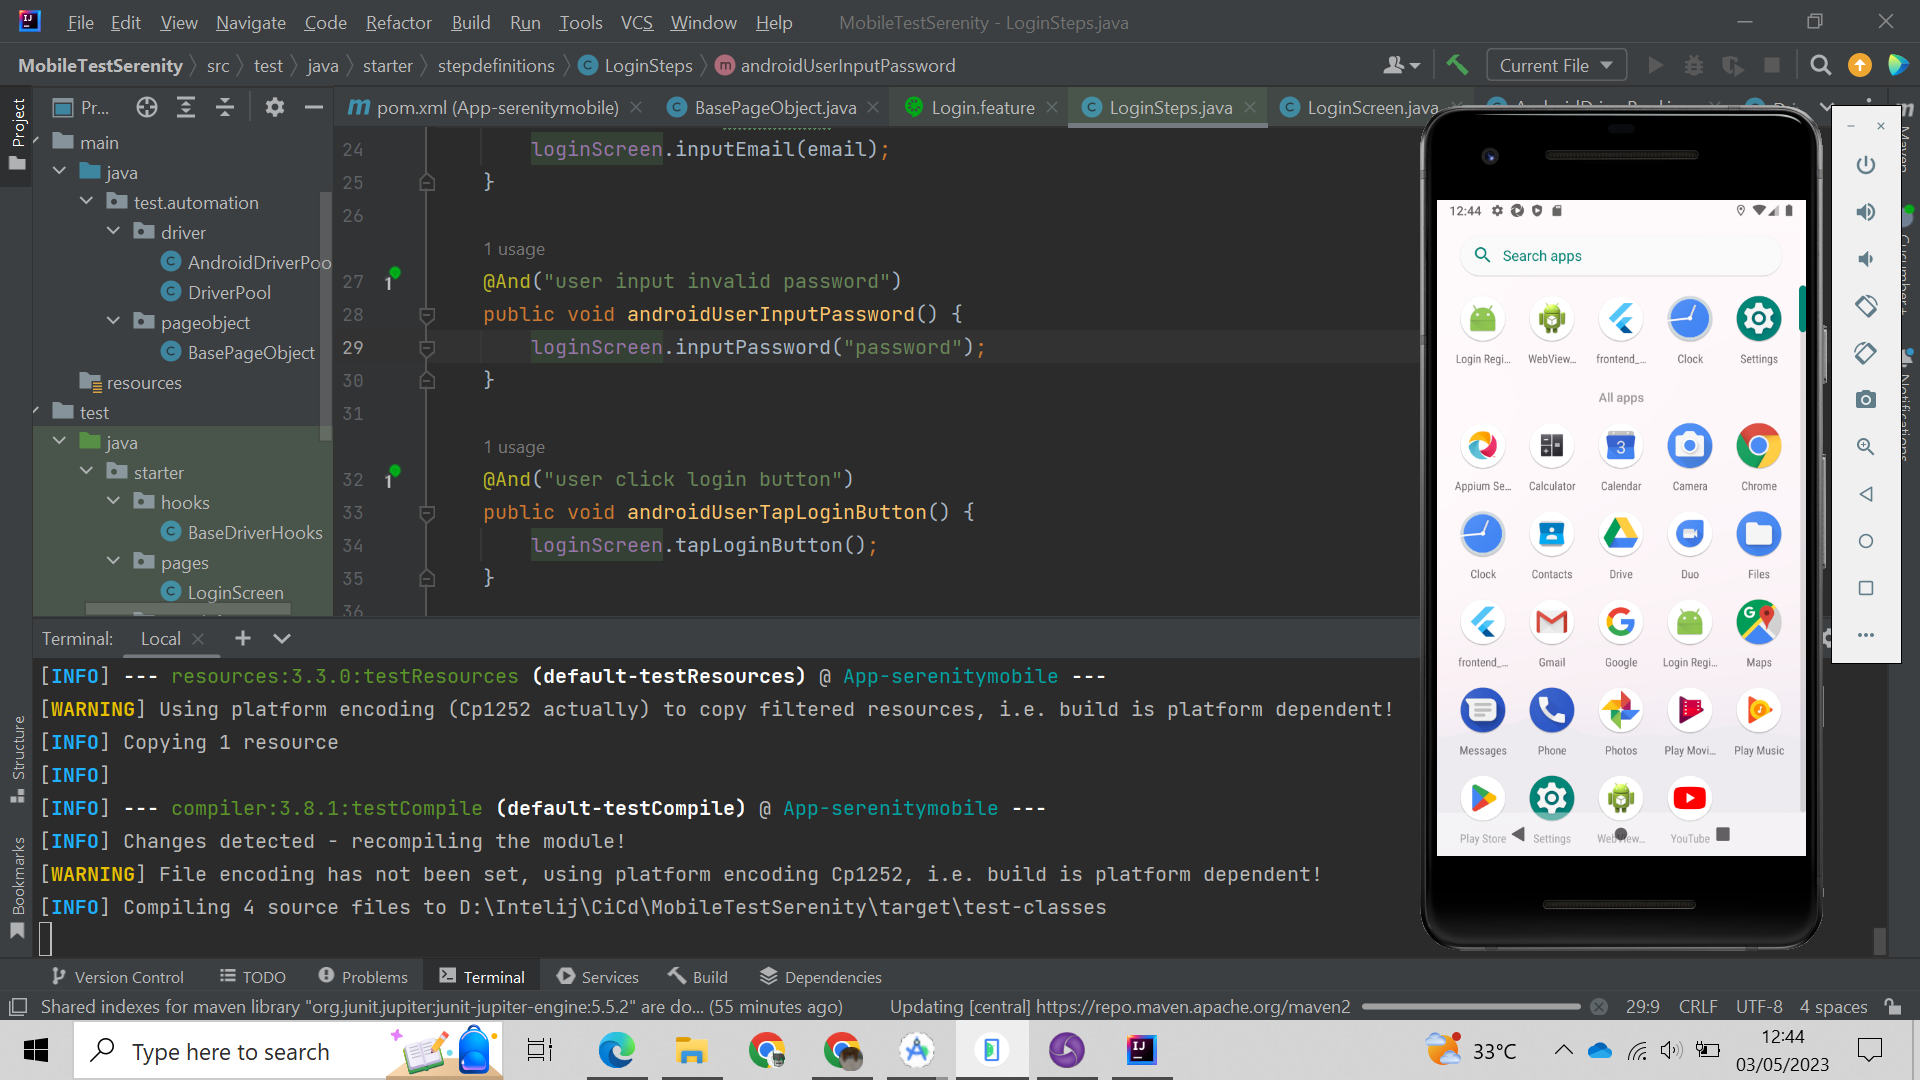 File Edit View Navigate Code Refactor Build Run Tools VCS Window Help MobileTestSerenity - LoginSteps.java
MobileTestSerenity src test java starter stepdefinitions LoginSteps androidUserInputPassword Current File
Project Pr... pom.xml (App-serenitymobile) BasePageObject.java Login.feature LoginSteps.java LoginScreen.java
main
java
test.automation
driver
AndroidDriverPoo
DriverPool
pageobject
BasePageObject
resources
test
java
starter
hooks
BaseDriverHooks
pages
LoginScreen
24 loginScreen.inputEmail(email);
25 }
26
1 usage
27 @And("user input invalid password")
28 public void androidUserInputPassword() {
29 loginScreen.inputPassword("password");
30 }
31
1 usage
32 @And("user click login button")
33 public void androidUserTapLoginButton() {
34 loginScreen.tapLoginButton();
35 }
36
12:44
Search apps
Login Regi... WebView... frontend_... Clock Settings
All apps
Appium Se... Calculator Calendar Camera Chrome
Clock Contacts Drive Duo Files
frontend_... Gmail Google Login Regi... Maps
Messages Phone Photos Play Movi... Play Music
Play Store Settings YouTube
Maven
Cucumber+
Notifications
Terminal: Local
[INFO] --- resources:3.3.0:testResources (default-testResources) @ App-serenitymobile ---
[WARNING] Using platform encoding (Cp1252 actually) to copy filtered resources, i.e. build is platform dependent!
[INFO] Copying 1 resource
[INFO]
[INFO] --- compiler:3.8.1:testCompile (default-testCompile) @ App-serenitymobile ---
[INFO] Changes detected - recompiling the module!
[WARNING] File encoding has not been set, using platform encoding Cp1252, i.e. build is platform dependent!
[INFO] Compiling 4 source files to D:\Intelij\CiCd\MobileTestSerenity\target\test-classes
Structure
Bookmarks
Version Control TODO Problems Terminal Services Build Dependencies
Shared indexes for maven library "org.junit.jupiter:junit-jupiter-engine:5.5.2" are do... (55 minutes ago) Updating [central] https://repo.maven.apache.org/maven2 29:9 CRLF UTF-8 4 spaces
Type here to search 33°C 12:44
03/05/2023